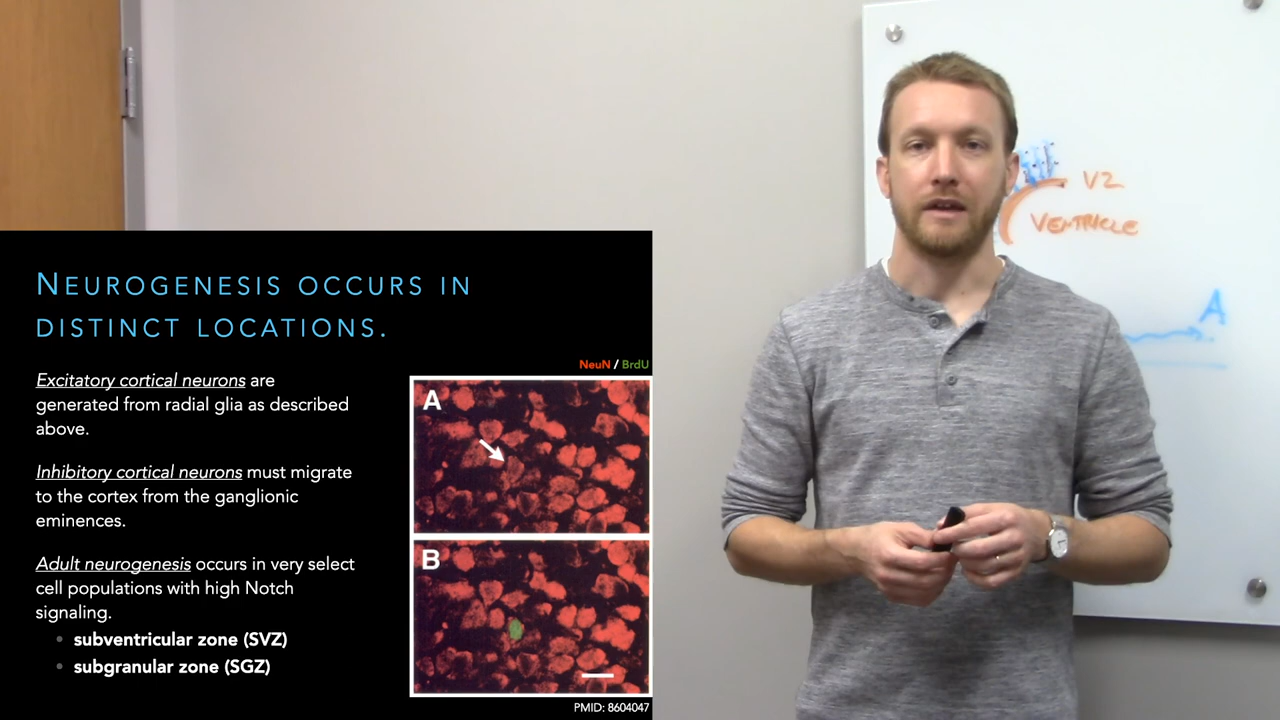 NEUROGENESIS OCCURS IN
DISTINCT LOCATIONS.
Excitatory cortical neurons are
generated from radial glia as described
above.
Inhibitory cortical neurons must migrate
to the cortex from the ganglionic
eminences.
Adult neurogenesis occurs in very select
cell populations with high Notch
signaling.
• subventricular zone (SVZ)
• subgranular zone (SGZ)
NeuN / BrdU
A
B
PMID: 8604047
VZ
VENTRICLE
A